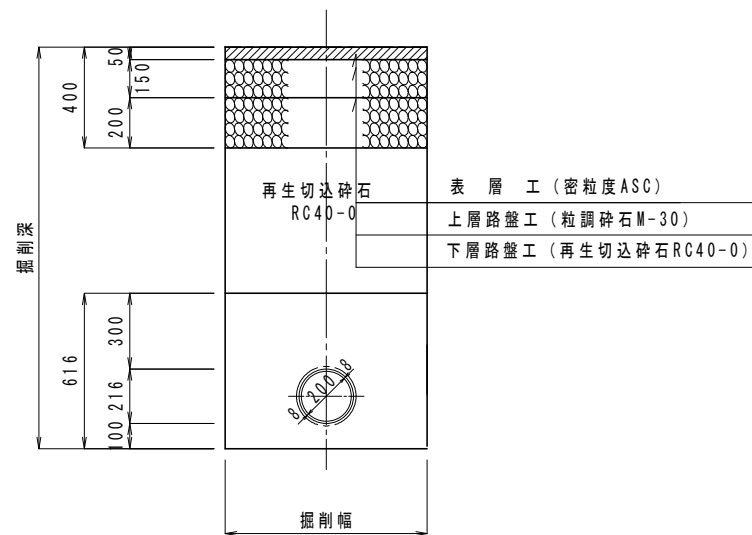 50
150
400
200
再生切込砕石
RC40-0
表層工(密粒度ASC)
上層路盤工(粒調砕石M-30)
下層路盤工(再生切込砕石RC40-0)
掘削深
300
616
216
100
8
200
8
掘削幅